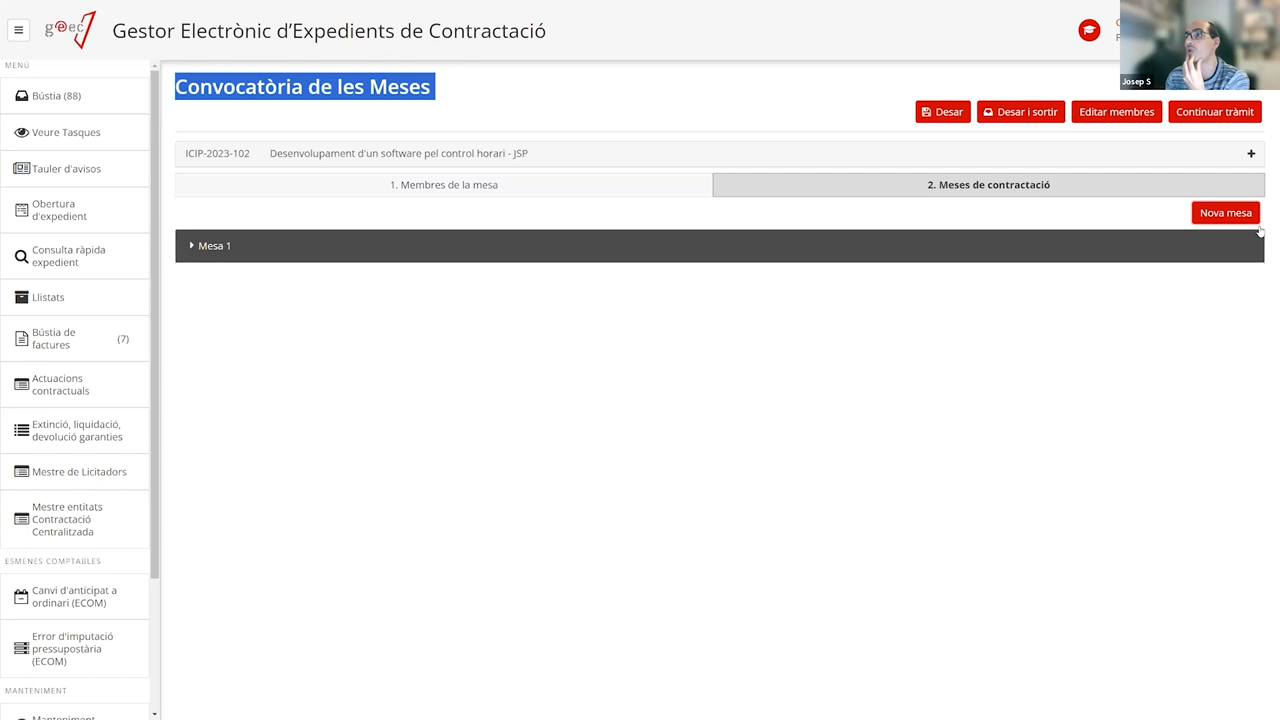 geec
Gestor Electrònic d'Expedients de Contractació
Josep S
MENÚ
Bústia (88)
Veure Tasques
Tauler d'avisos
Obertura
d'expedient
Consulta ràpida
expedient
Llistats
Bústia de
factures
(7)
Actuacions
contractuals
Extinció, liquidació,
devolució garanties
Mestre de Licitadors
Mestre entitats
Contractació
Centralitzada
ESMENES COMPTABLES
Canvi d'anticipat a
ordinari (ECOM)
Error d'imputació
pressupostària
(ECOM)
MANTENIMENT
Convocatòria de les Meses
Desar
Desar i sortir
Editar membres
Continuar tràmit
ICIP-2023-102 Desenvolupament d'un software pel control horari - JSP
1. Membres de la mesa
2. Meses de contractació
Nova mesa
Mesa 1